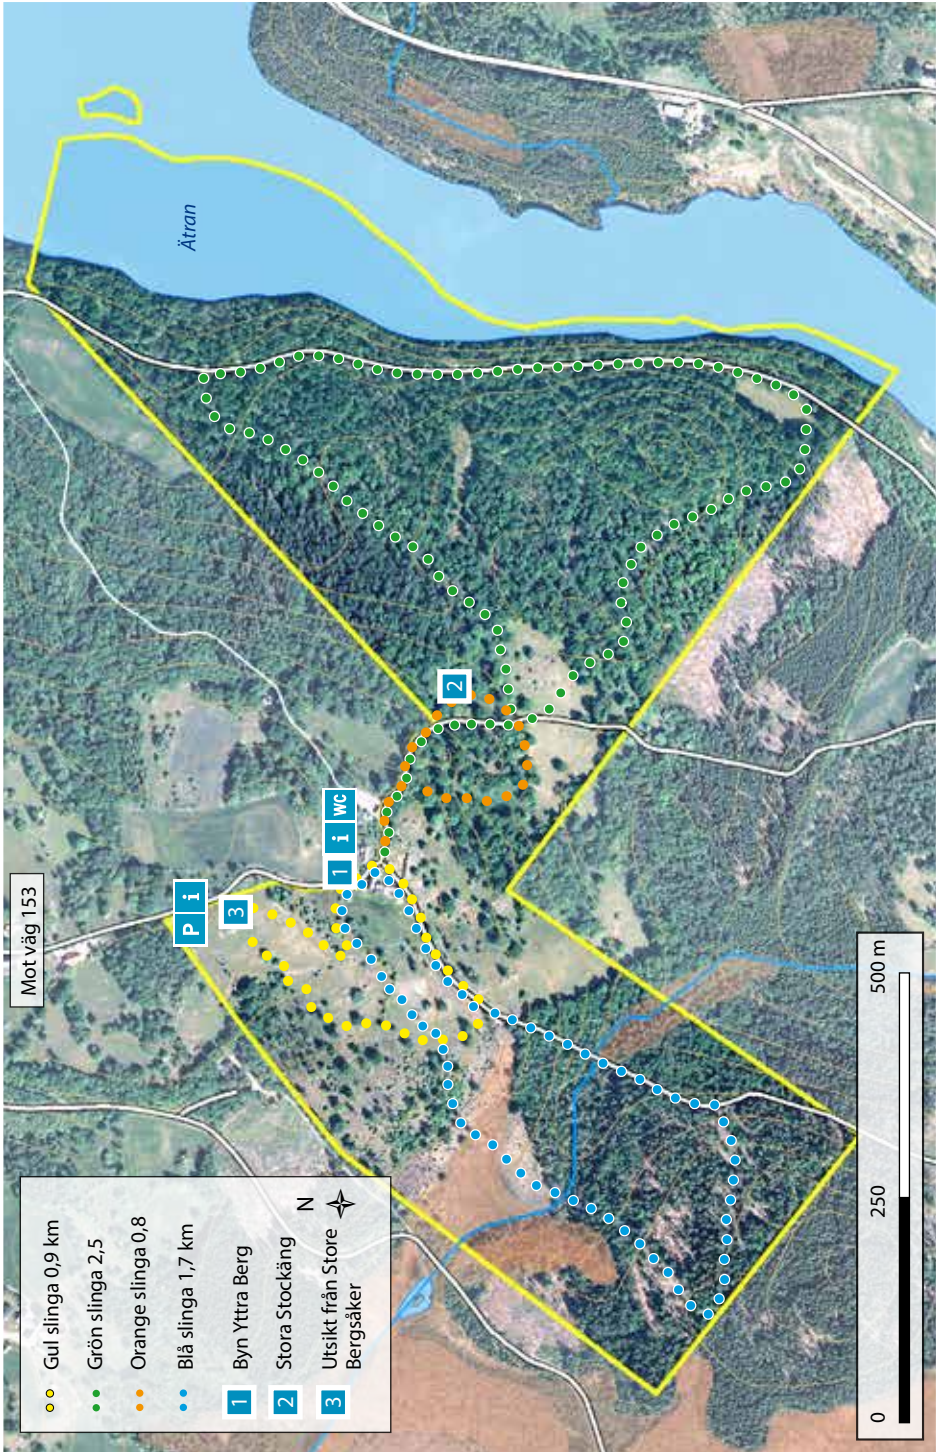 Mot väg 153
P i
3
1 i WC
2
Ätran
Gul slinga 0,9 km
Grön slinga 2,5
Orange slinga 0,8
Blå slinga 1,7 km
1 Byn Yttra Berg
2 Stora Stockäng
3 Utsikt från Store
Bergsåker
N
0 250 500 m